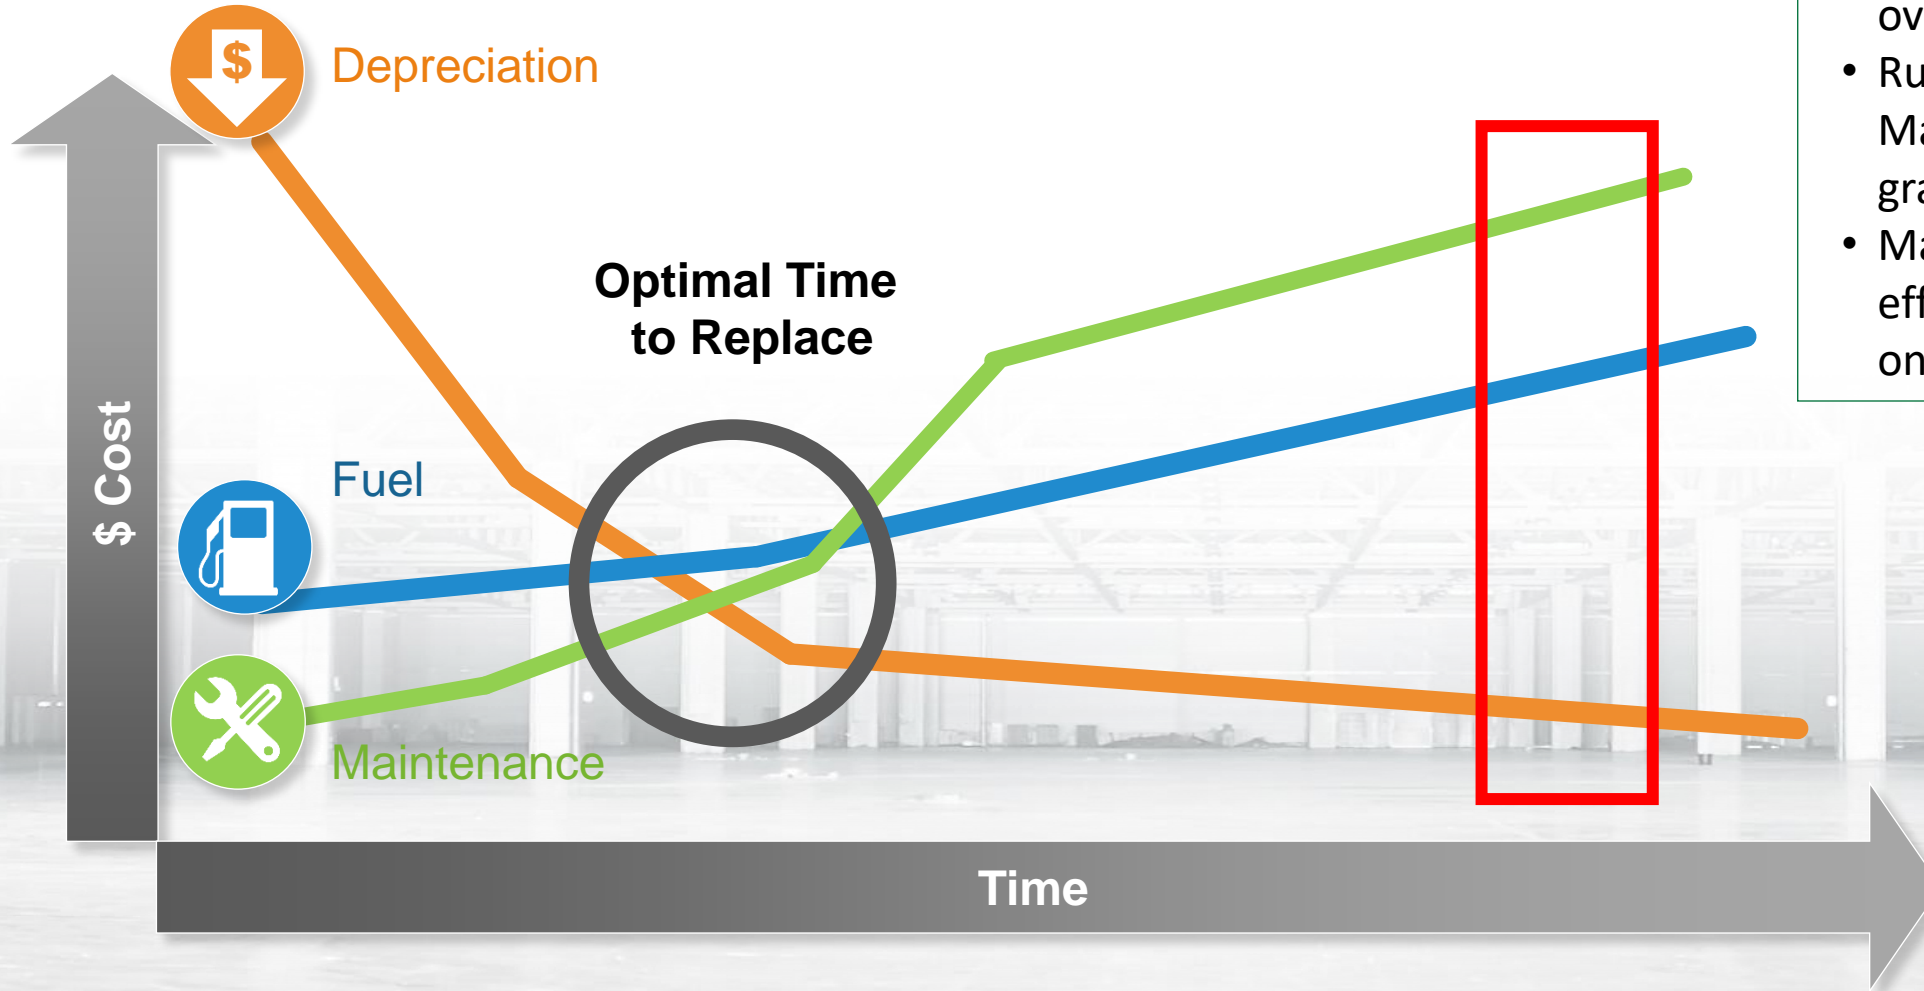 $
Depreciation
Optimal Time
to Replace
$ Cost
Fuel
Maintenance
Time
•
•